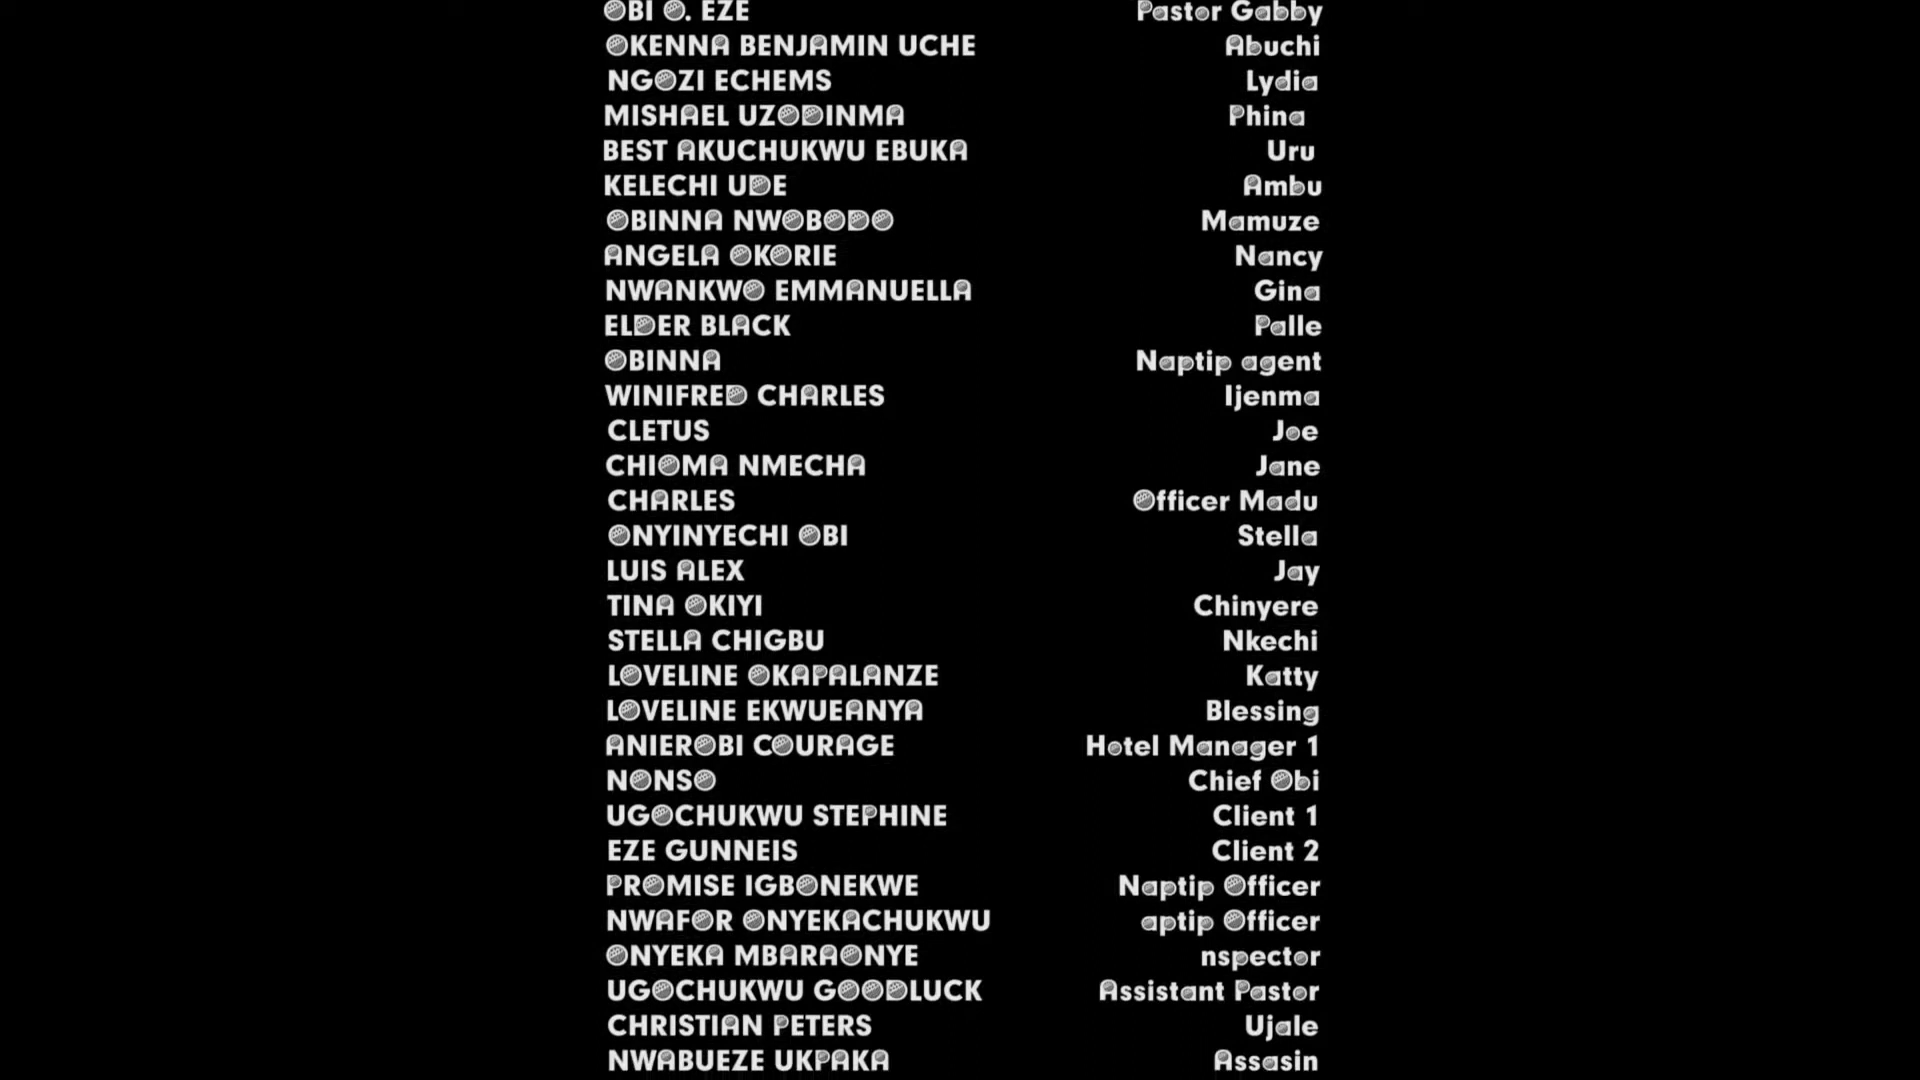 OBI O. EZE Pastor Gabby
OKENNA BENJAMIN UCHE Abuchi
NGOZI ECHEMS Lydia
MISHAEL UZODINMA Phina
BEST AKUCHUKWU EBUKA Uru
KELECHI UDE Ambu
OBINNA NWOBODO Mamuze
ANGELA OKORIE Nancy
NWANKWO EMMANUELLA Gina
ELDER BLACK Palle
OBINNA Naptip agent
WINIFRED CHARLES Ijenma
CLETUS Joe
CHIOMA NMECHA Jane
CHARLES Officer Madu
ONYINYECHI OBI Stella
LUIS ALEX Jay
TINA OKIYI Chinyere
STELLA CHIGBU Nkechi
LOVELINE OKAPALANZE Katty
LOVELINE EKWUEANYA Blessing
ANIEROBI COURAGE Hotel Manager 1
NONSO Chief Obi
UGOCHUKWU STEPHINE Client 1
EZE GUNNEIS Client 2
PROMISE IGBONEKWE Naptip Officer
NWAFOR ONYEKACHUKWU aptip Officer
ONYEKA MBARAONYE nspector
UGOCHUKWU GOODLUCK Assistant Pastor
CHRISTIAN PETERS Ujale
NWABUEZE UKPAKA Assasin